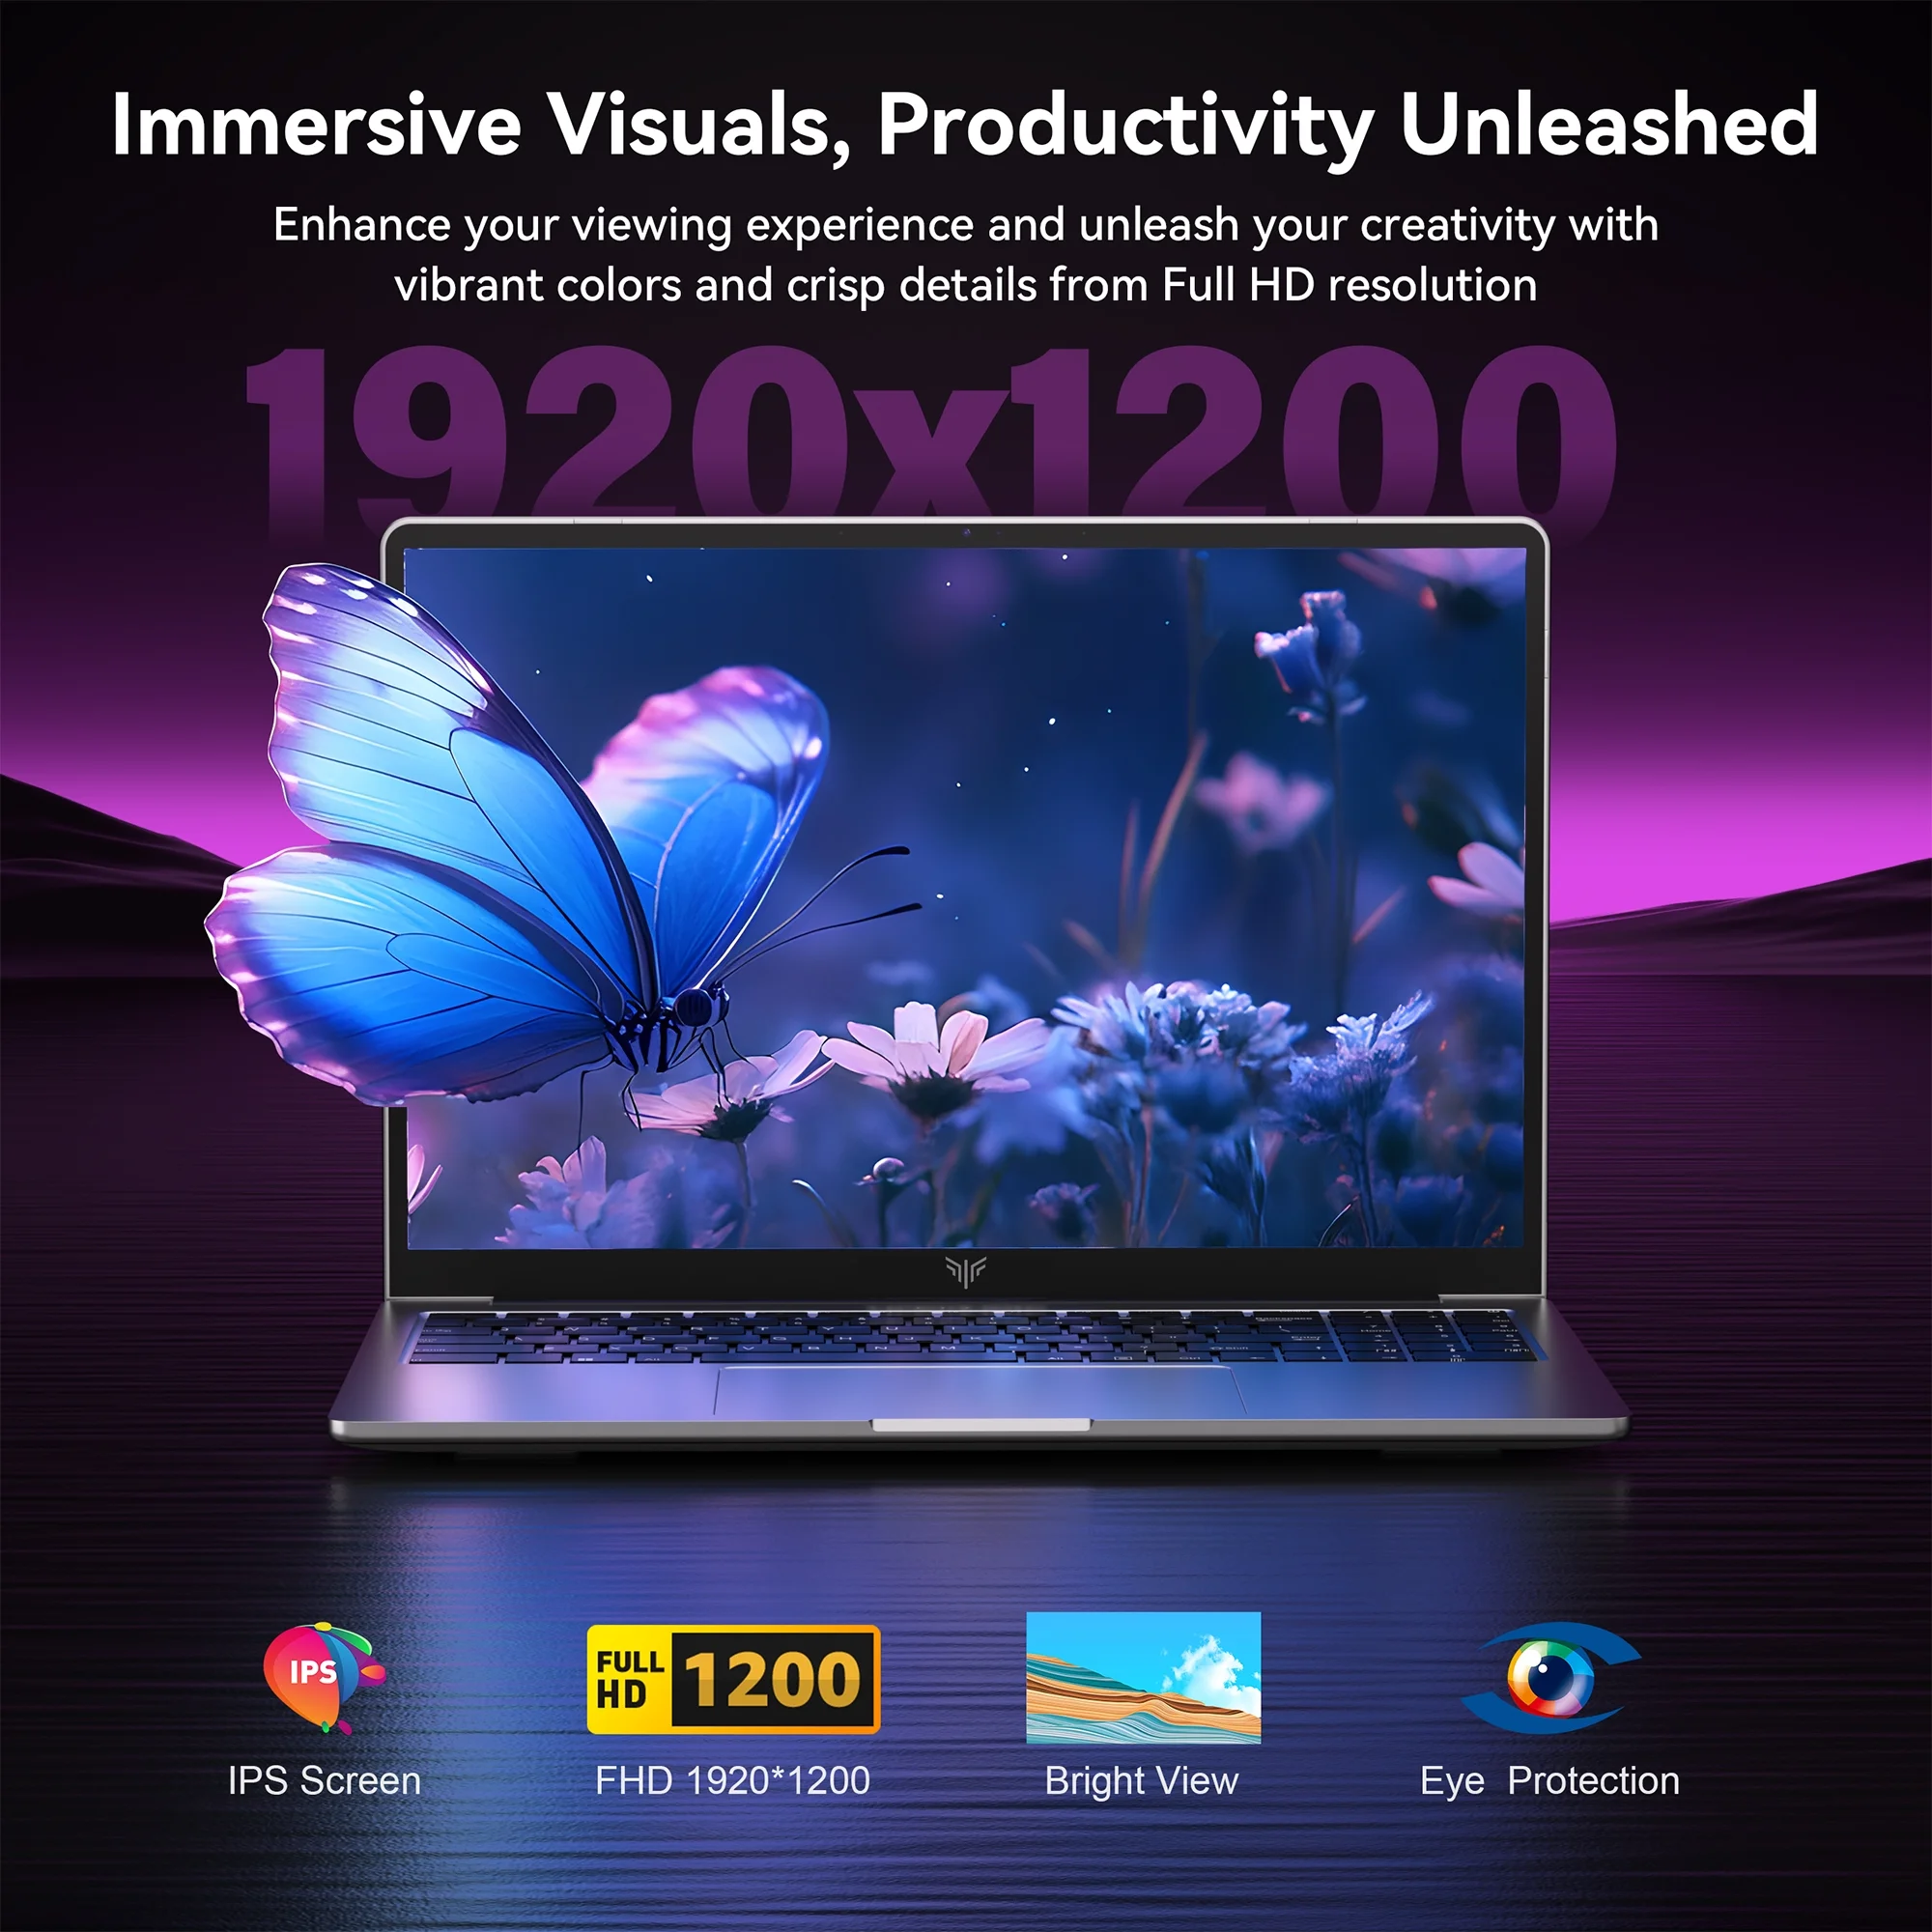 Immersive Visuals, Productivity Unleashed
Enhance your viewing experience and unleash your creativity with
vibrant colors and crisp details from Full HD resolution
1920x1200
IPS
FULL
HD
1200
IPS Screen
FHD 1920*1200
Bright View
Eye Protection